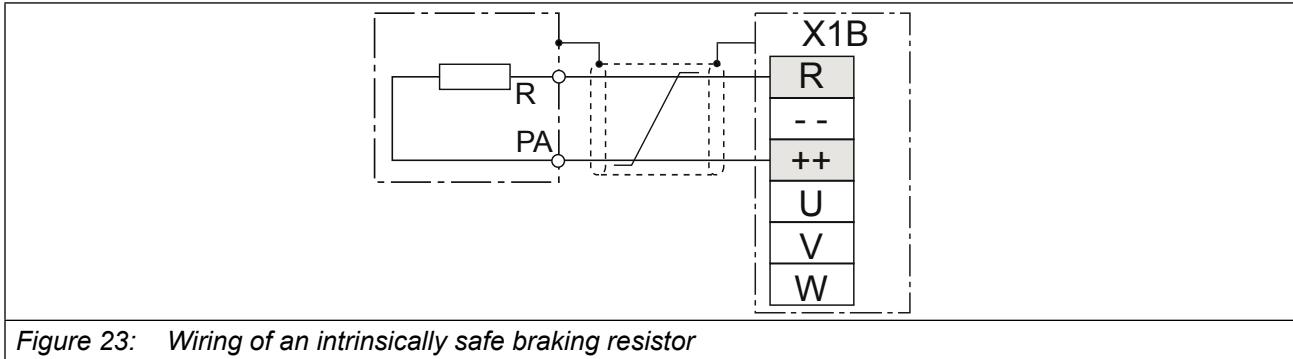 X1B
R
R
- -
PA
++
U
V
W
Figure 23: Wiring of an intrinsically safe braking resistor